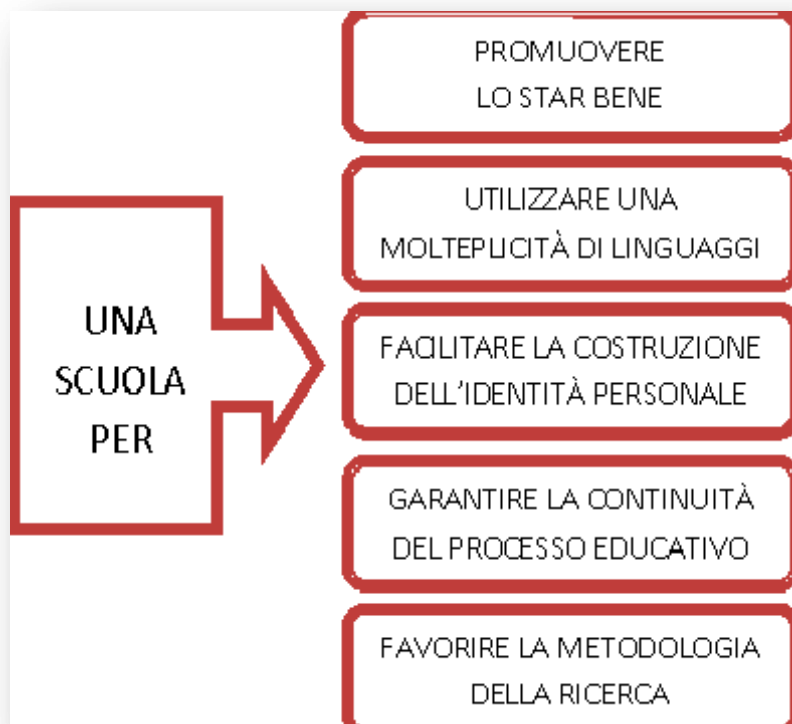 UNA
SCUOLA
PER
PROMUOVERE
LO STAR BENE
UTILIZZARE UNA
MOLTEPLICITÀ DI LINGUAGGI
FACILITARE LA COSTRUZIONE
DELL'IDENTITÀ PERSONALE
GARANTIRE LA CONTINUITÀ
DEL PROCESSO EDUCATIVO
FAVORIRE LA METODOLOGIA
DELLA RICERCA